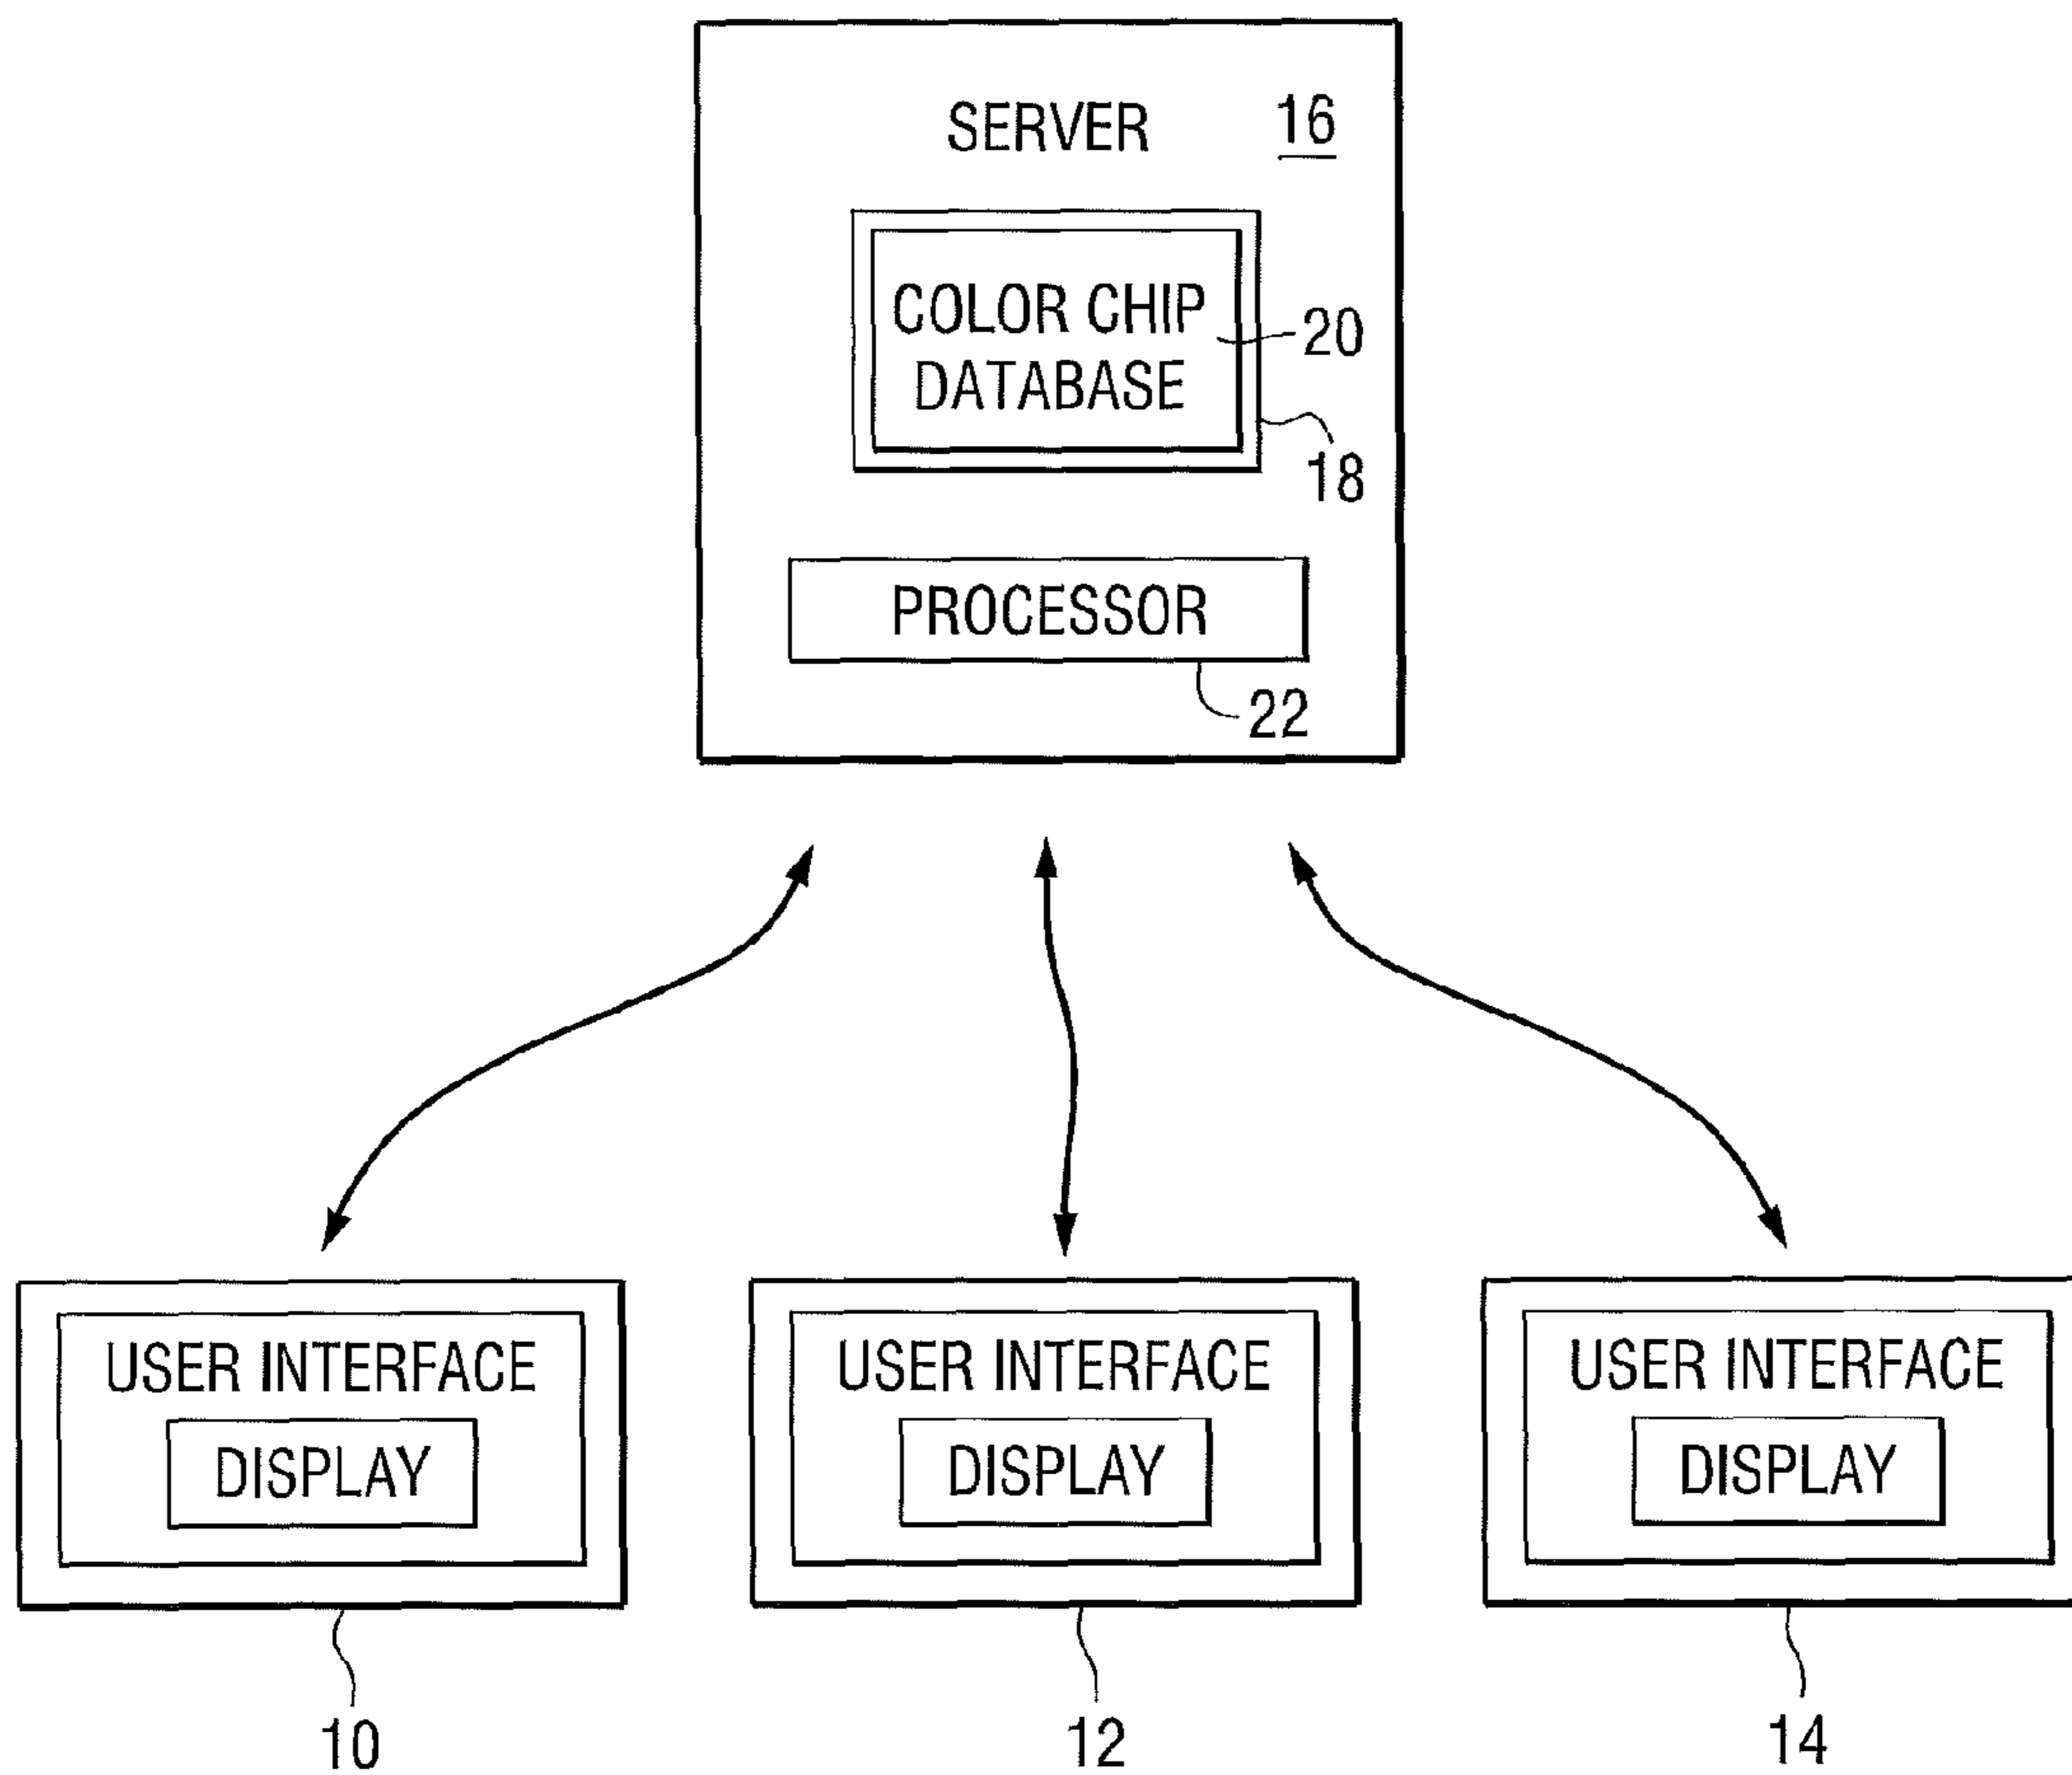 SERVER 16
COLOR CHIP
DATABASE
20
18
PROCESSOR
22
USER INTERFACE
DISPLAY
10
USER INTERFACE
DISPLAY
12
USER INTERFACE
DISPLAY
14